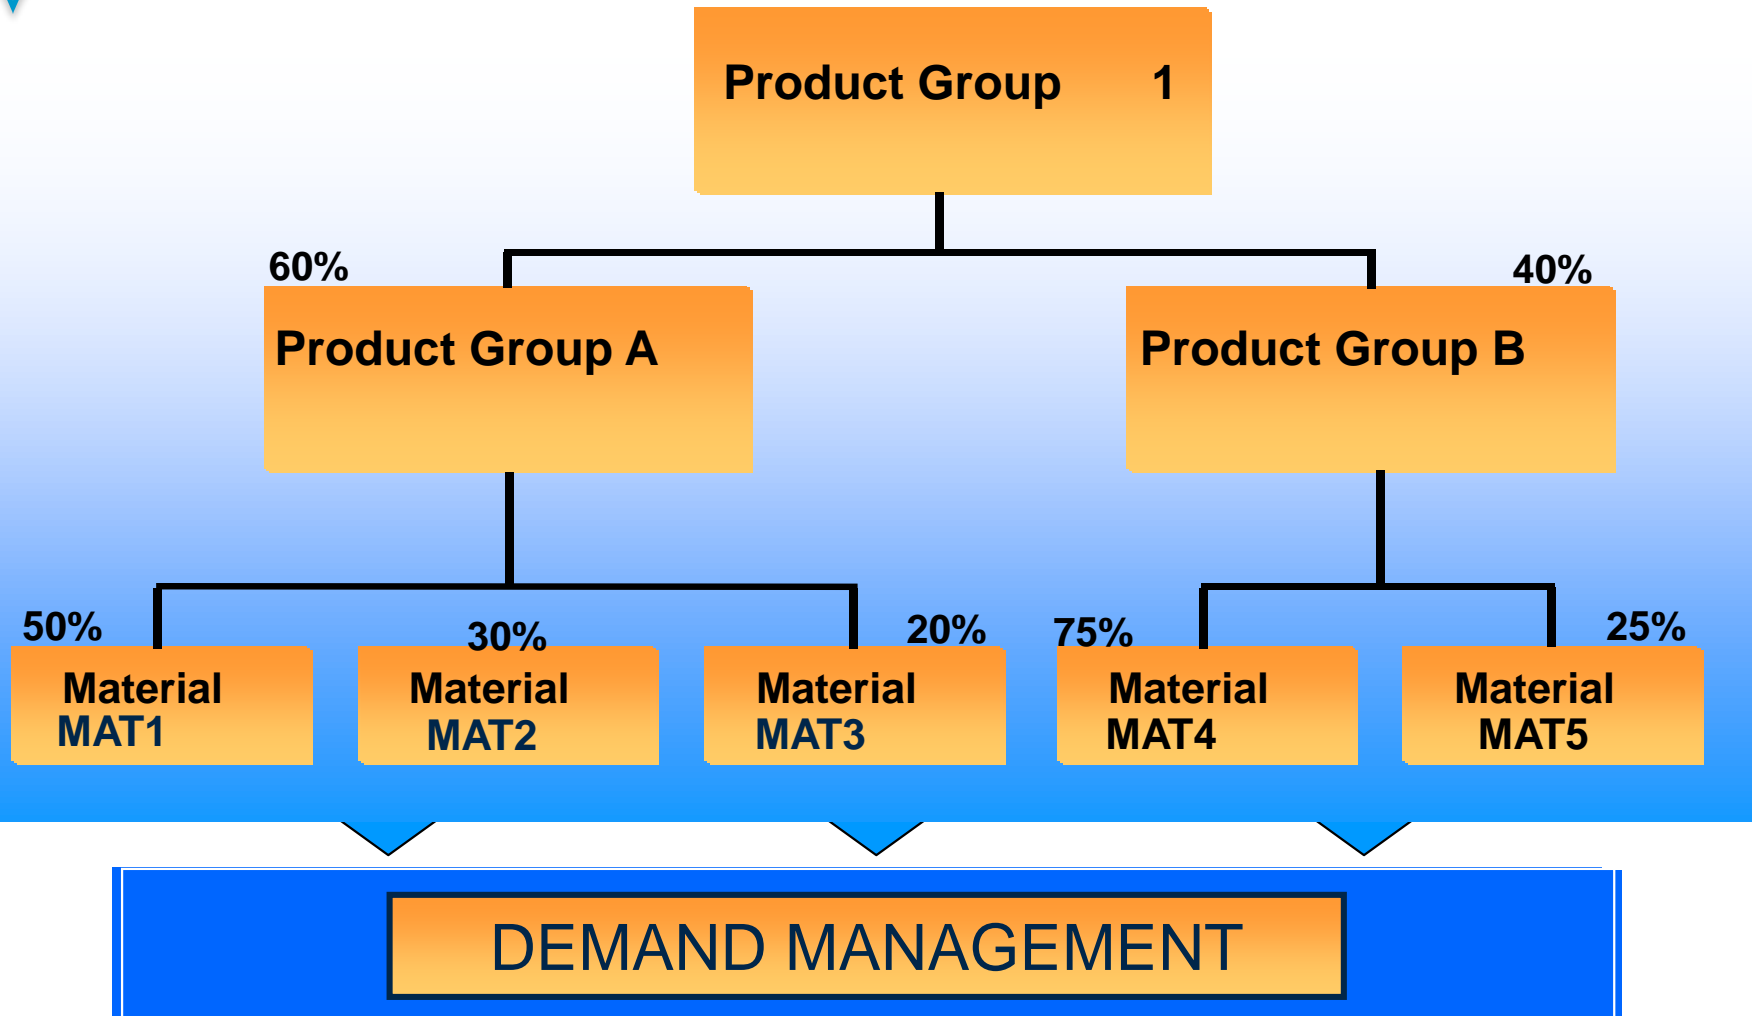 Product Group 1
60%
40%
Product Group A
Product Group B
50%
30%
20%
75%
25%
Material
MAT1
Material
MAT2
Material
MAT3
Material
MAT4
Material
MAT5
DEMAND MANAGEMENT